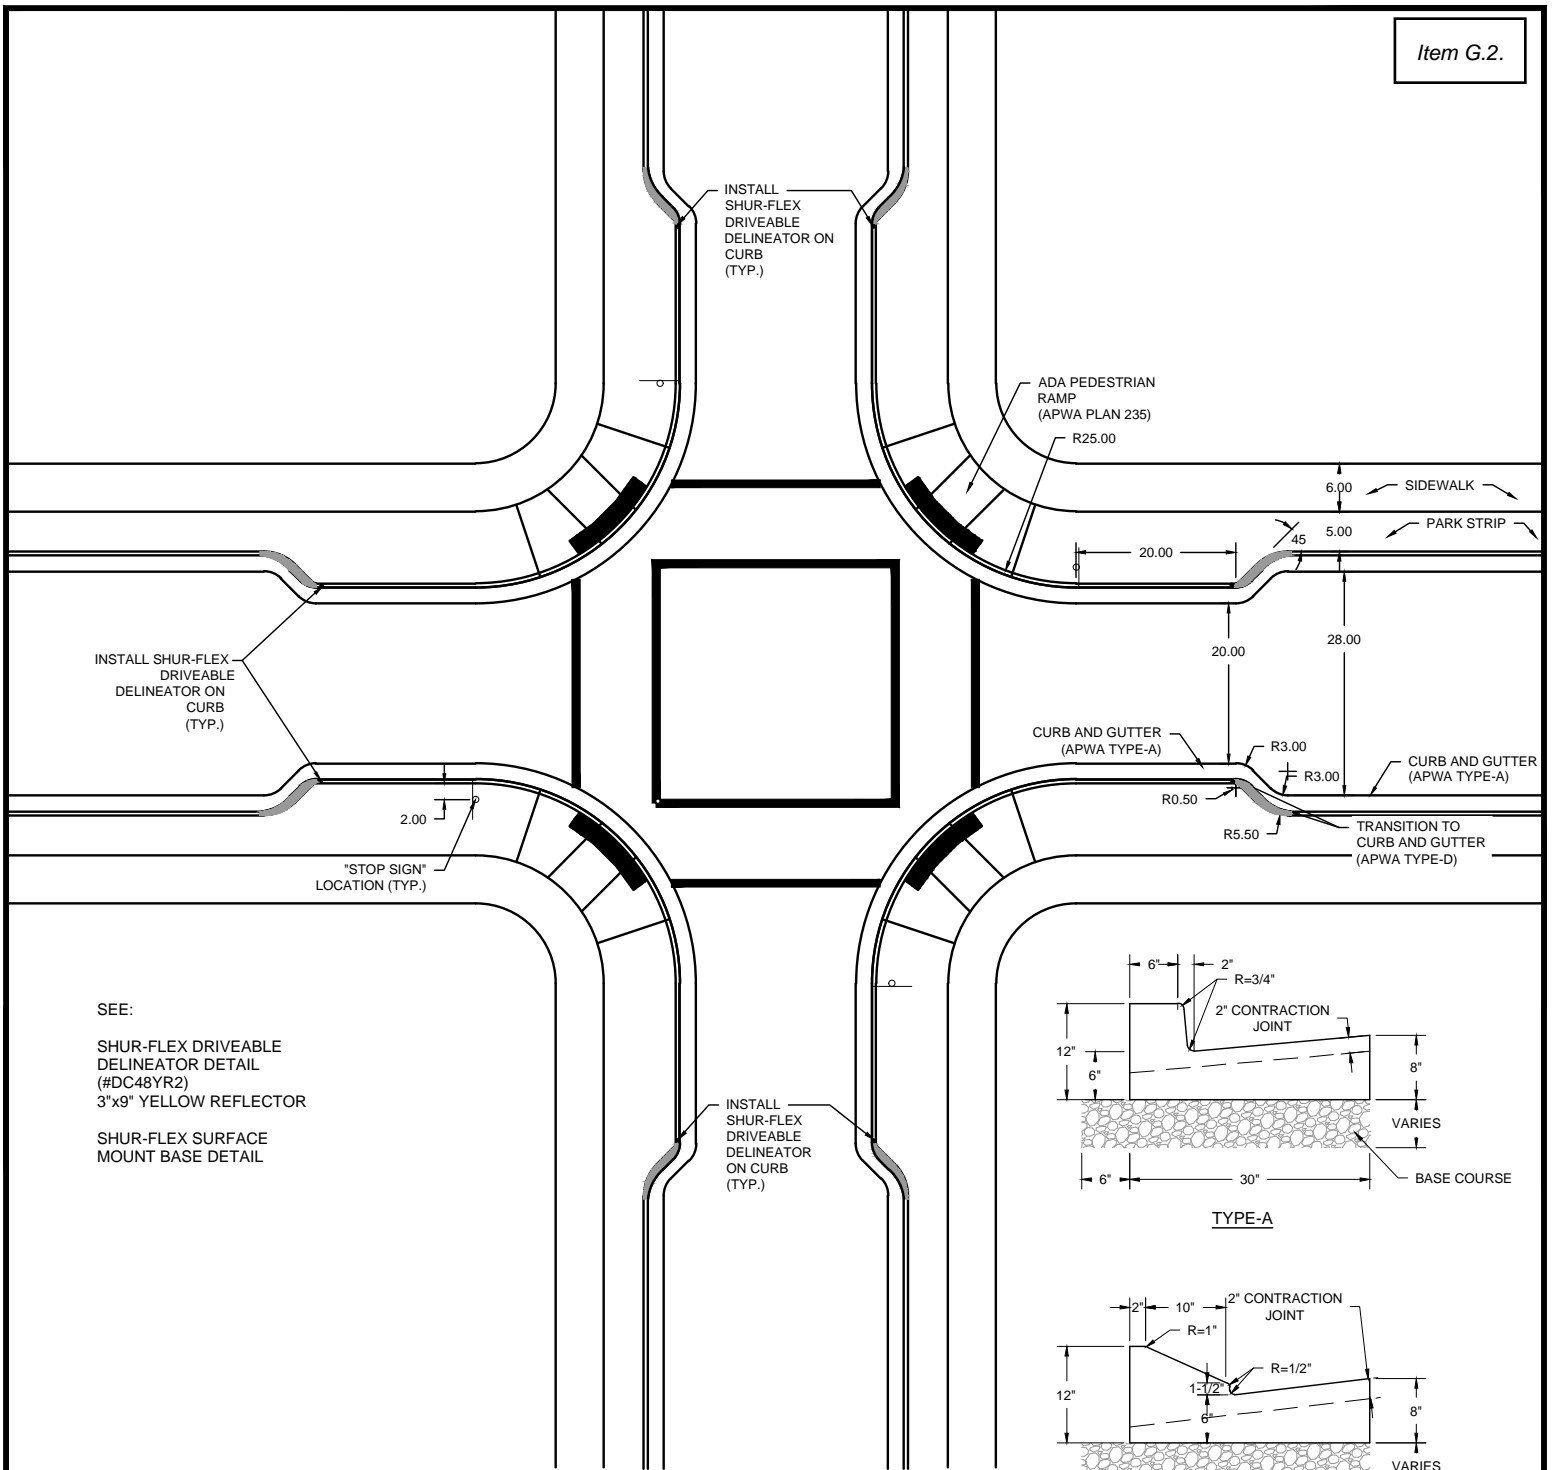 Item G.2.
INSTALL
SHUR-FLEX
DRIVEABLE
DELINEATOR ON
CURB
(TYP.)
ADA PEDESTRIAN
RAMP
(APWA PLAN 235)
R25.00
6.00
SIDEWALK
5.00
PARK STRIP
45
20.00
20.00
28.00
INSTALL SHUR-FLEX
DRIVEABLE
DELINEATOR ON
CURB
(TYP.)
CURB AND GUTTER
(APWA TYPE-A)
R3.00
R3.00
CURB AND GUTTER
(APWA TYPE-A)
R0.50
R5.50
TRANSITION TO
CURB AND GUTTER
(APWA TYPE-D)
2.00
"STOP SIGN"
LOCATION (TYP.)
SEE:
SHUR-FLEX DRIVEABLE
DELINEATOR DETAIL
(#DC48YR2)
3"x9" YELLOW REFLECTOR
SHUR-FLEX SURFACE
MOUNT BASE DETAIL
INSTALL
SHUR-FLEX
DRIVEABLE
DELINEATOR
ON CURB
(TYP.)
6"
2"
R=3/4"
2" CONTRACTION
JOINT
12"
6"
8"
VARIES
6"
30"
BASE COURSE
TYPE-A
2"
10"
2" CONTRACTION
JOINT
R=1"
R=1/2"
1-1/2"
12"
6"
8"
VARIES